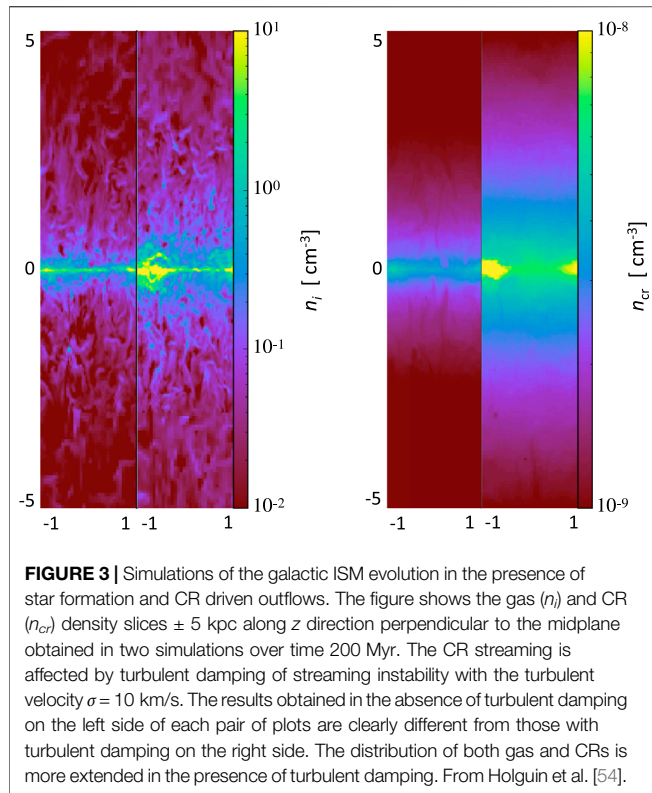 5
0
-5
-1
1
-1
1
10¹
10⁰
10⁻¹
10⁻²
nᵢ [ cm⁻³]
5
0
-5
-1
1
-1
1
10⁻⁸
10⁻⁹
n_cr [ cm⁻³]
FIGURE 3 | Simulations of the galactic ISM evolution in the presence of
star formation and CR driven outflows. The figure shows the gas (nᵢ) and CR
(n_cr) density slices ± 5 kpc along z direction perpendicular to the midplane
obtained in two simulations over time 200 Myr. The CR streaming is
affected by turbulent damping of streaming instability with the turbulent
velocity σ = 10 km/s. The results obtained in the absence of turbulent damping
on the left side of each pair of plots are clearly different from those with
turbulent damping on the right side. The distribution of both gas and CRs is
more extended in the presence of turbulent damping. From Holguin et al. [54].